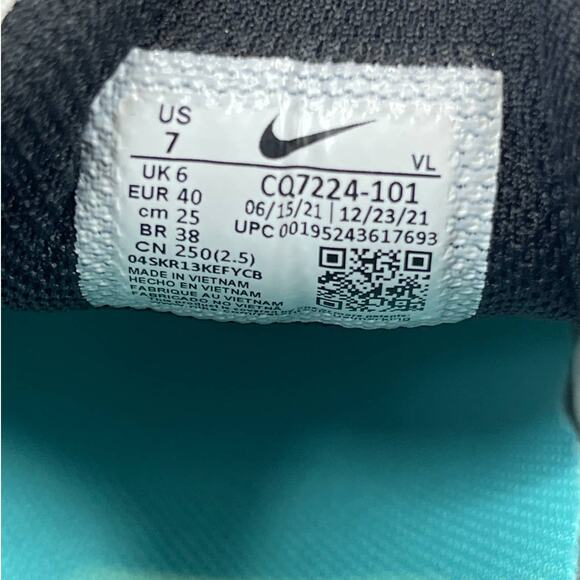 US
7
VL
UK 6
EUR 40
cm 25
BR 38
CN 250(2.5)
04SKR13KEFYCB
MADE IN VIETNAM
HECHO EN VIETNAM
FABRIQUE AU VIETNAM
FABRICADO NO VIETNAM
CQ7224-101
06/15/21 | 12/23/21
UPC 00195243617693